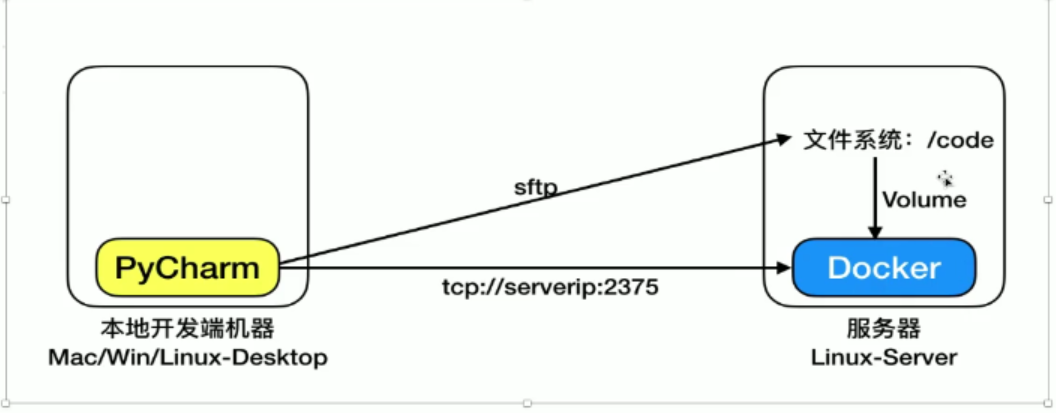 文件系统：/code
sftp
Volume
PyCharm
Docker
tcp://serverip:2375
本地开发端机器
Mac/Win/Linux-Desktop
服务器
Linux-Server